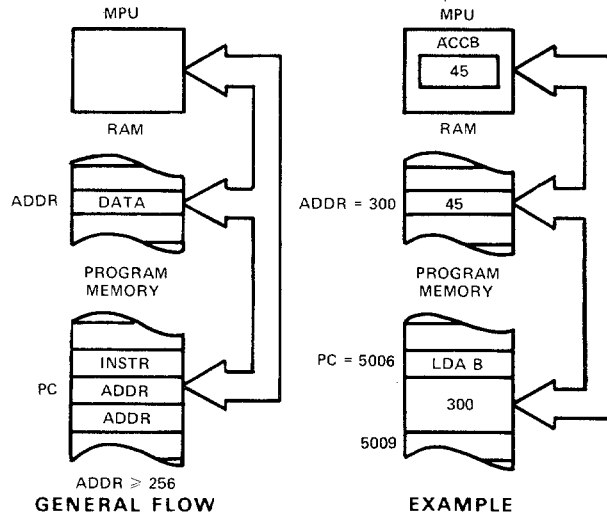 MPU
RAM
ADDR
DATA
PROGRAM
MEMORY
INSTR
PC
ADDR
ADDR
ADDR ⩾ 256
GENERAL FLOW
MPU
ACCB
45
RAM
ADDR = 300
45
PROGRAM
MEMORY
PC = 5006
LDA B
300
5009
EXAMPLE